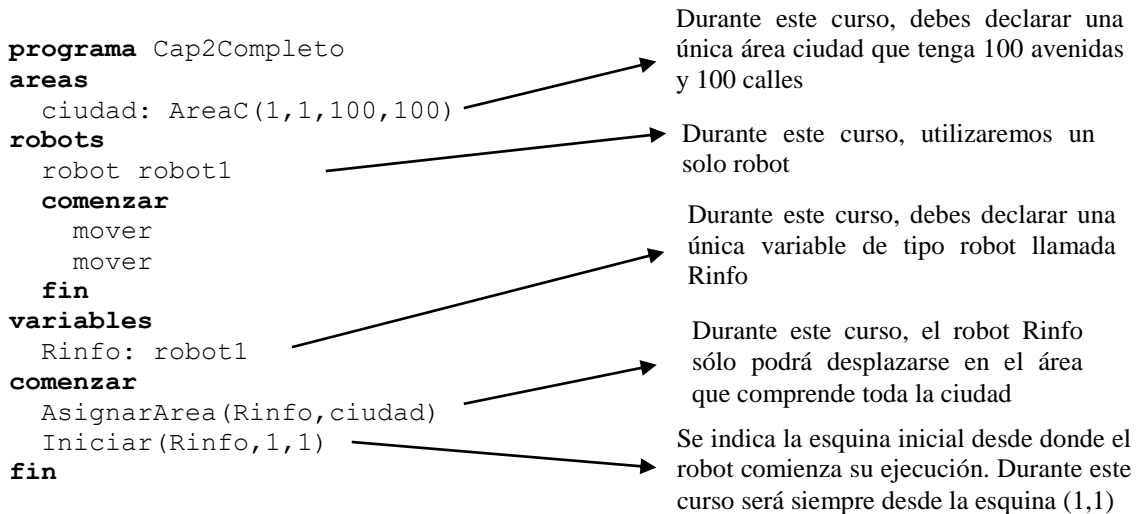 programa Cap2Completo
areas
ciudad: AreaC(1,1,100,100)
robots
robot robot1
comenzar
mover
mover
fin
variables
Rinfo: robot1
comenzar
AsignarArea(Rinfo,ciudad)
Iniciar(Rinfo,1,1)
fin
Durante este curso, debes declarar una
única área ciudad que tenga 100 avenidas
y 100 calles
Durante este curso, utilizaremos un
solo robot
Durante este curso, debes declarar una
única variable de tipo robot llamada
Rinfo
Durante este curso, el robot Rinfo
sólo podrá desplazarse en el área
que comprende toda la ciudad
Se indica la esquina inicial desde donde el
robot comienza su ejecución. Durante este
curso será siempre desde la esquina (1,1)